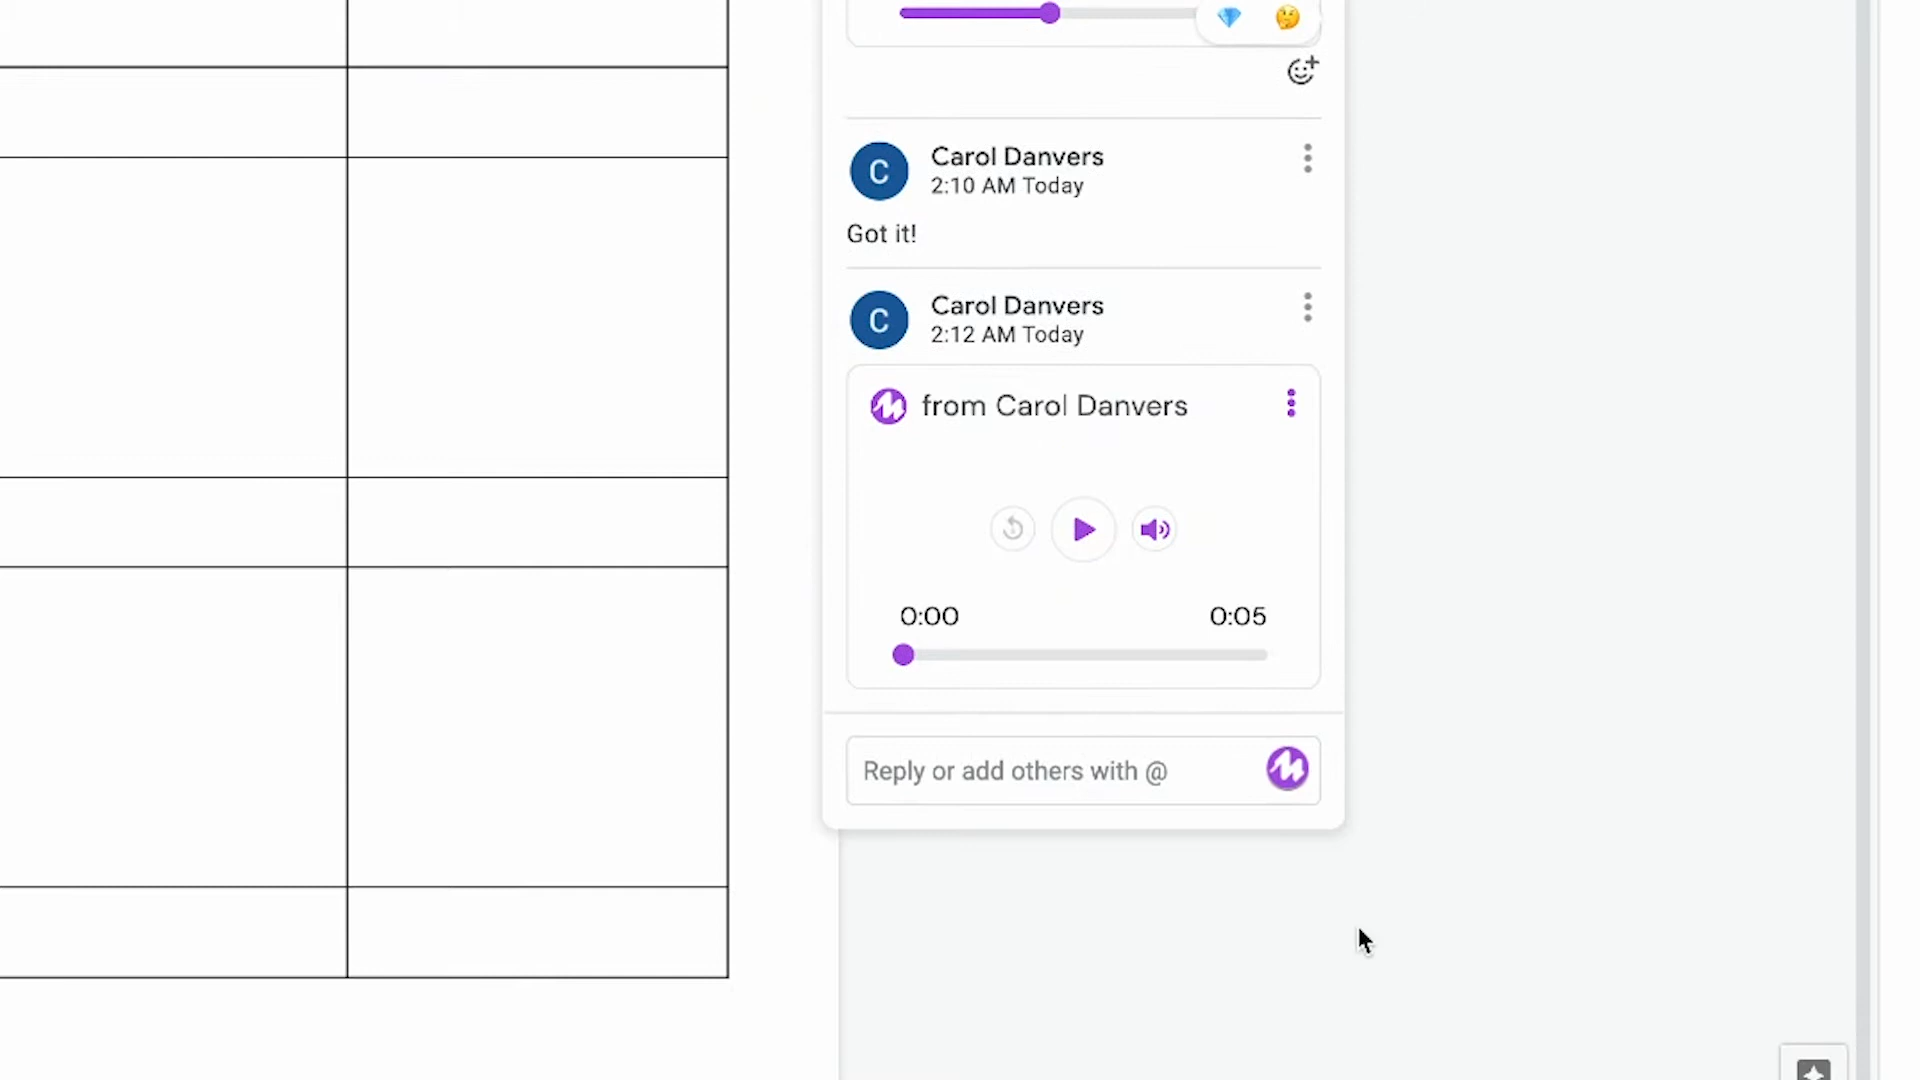 C
Carol Danvers
2:10 AM Today
Got it!
C
Carol Danvers
2:12 AM Today
from Carol Danvers
0:00 0:05
Reply or add others with @